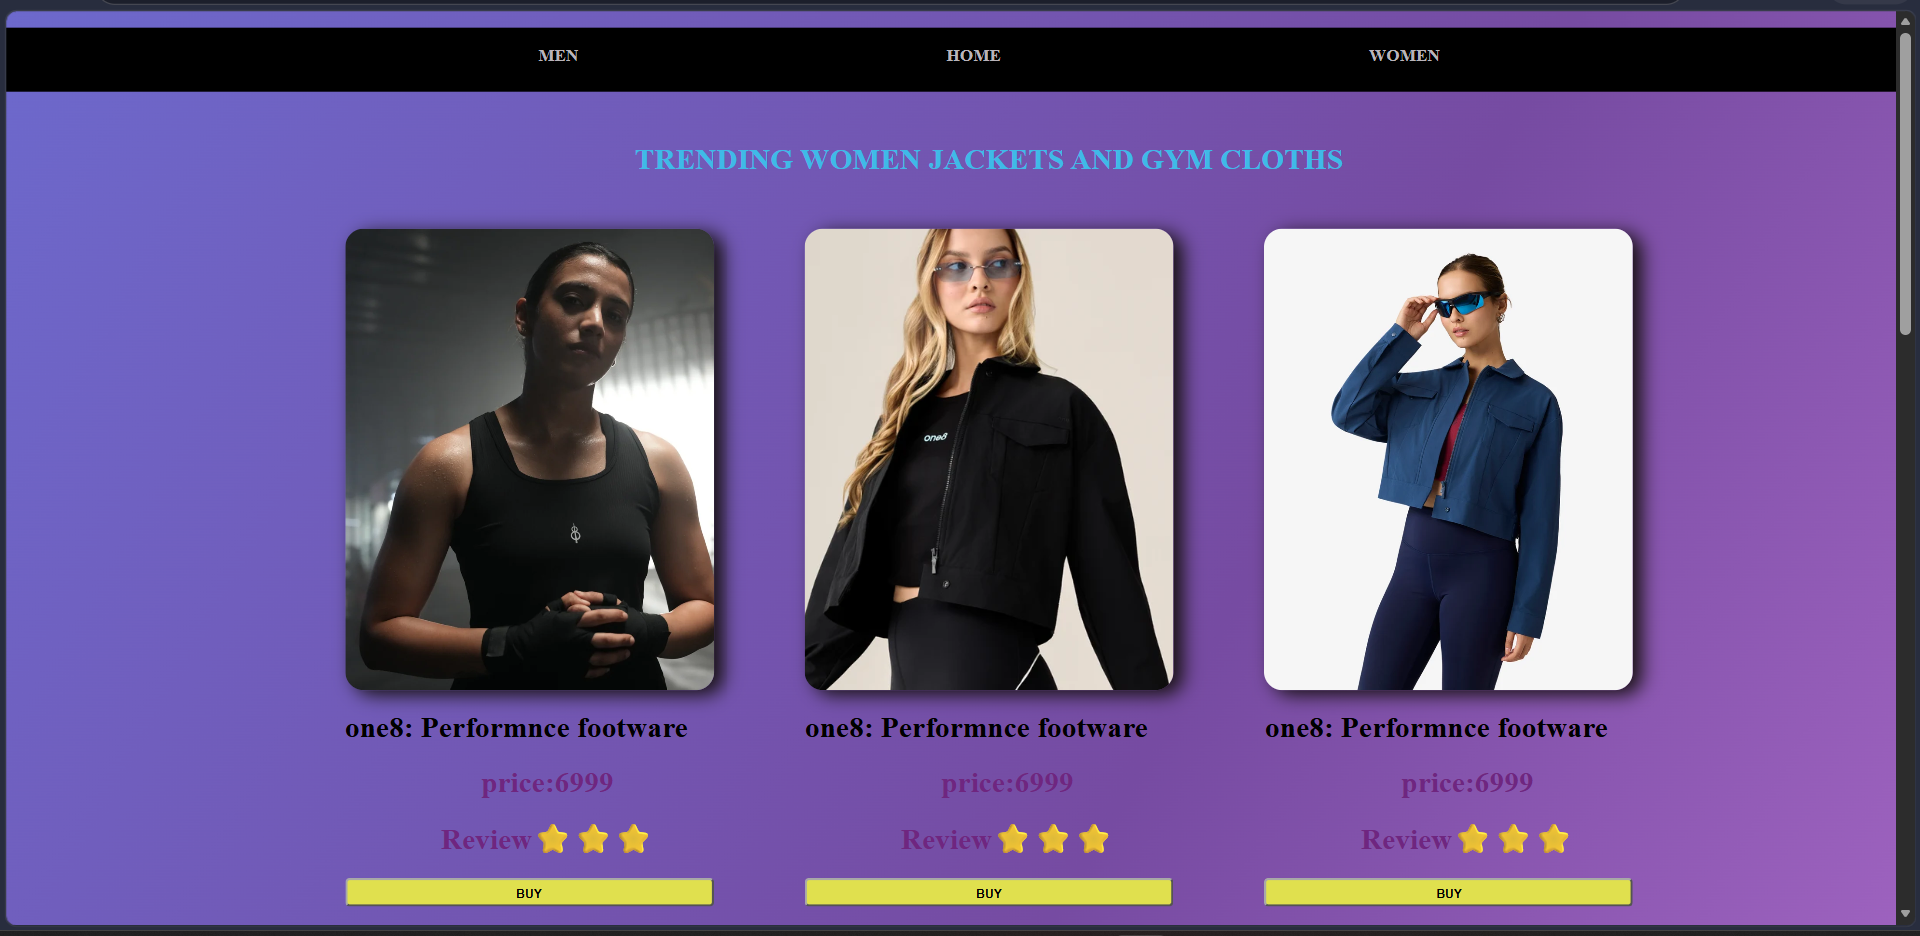 MEN HOME WOMEN
TRENDING WOMEN JACKETS AND GYM CLOTHS
one8
one8: Performnce footware one8: Performnce footware one8: Performnce footware
price:6999 price:6999 price:6999
Review Review Review
BUY BUY BUY